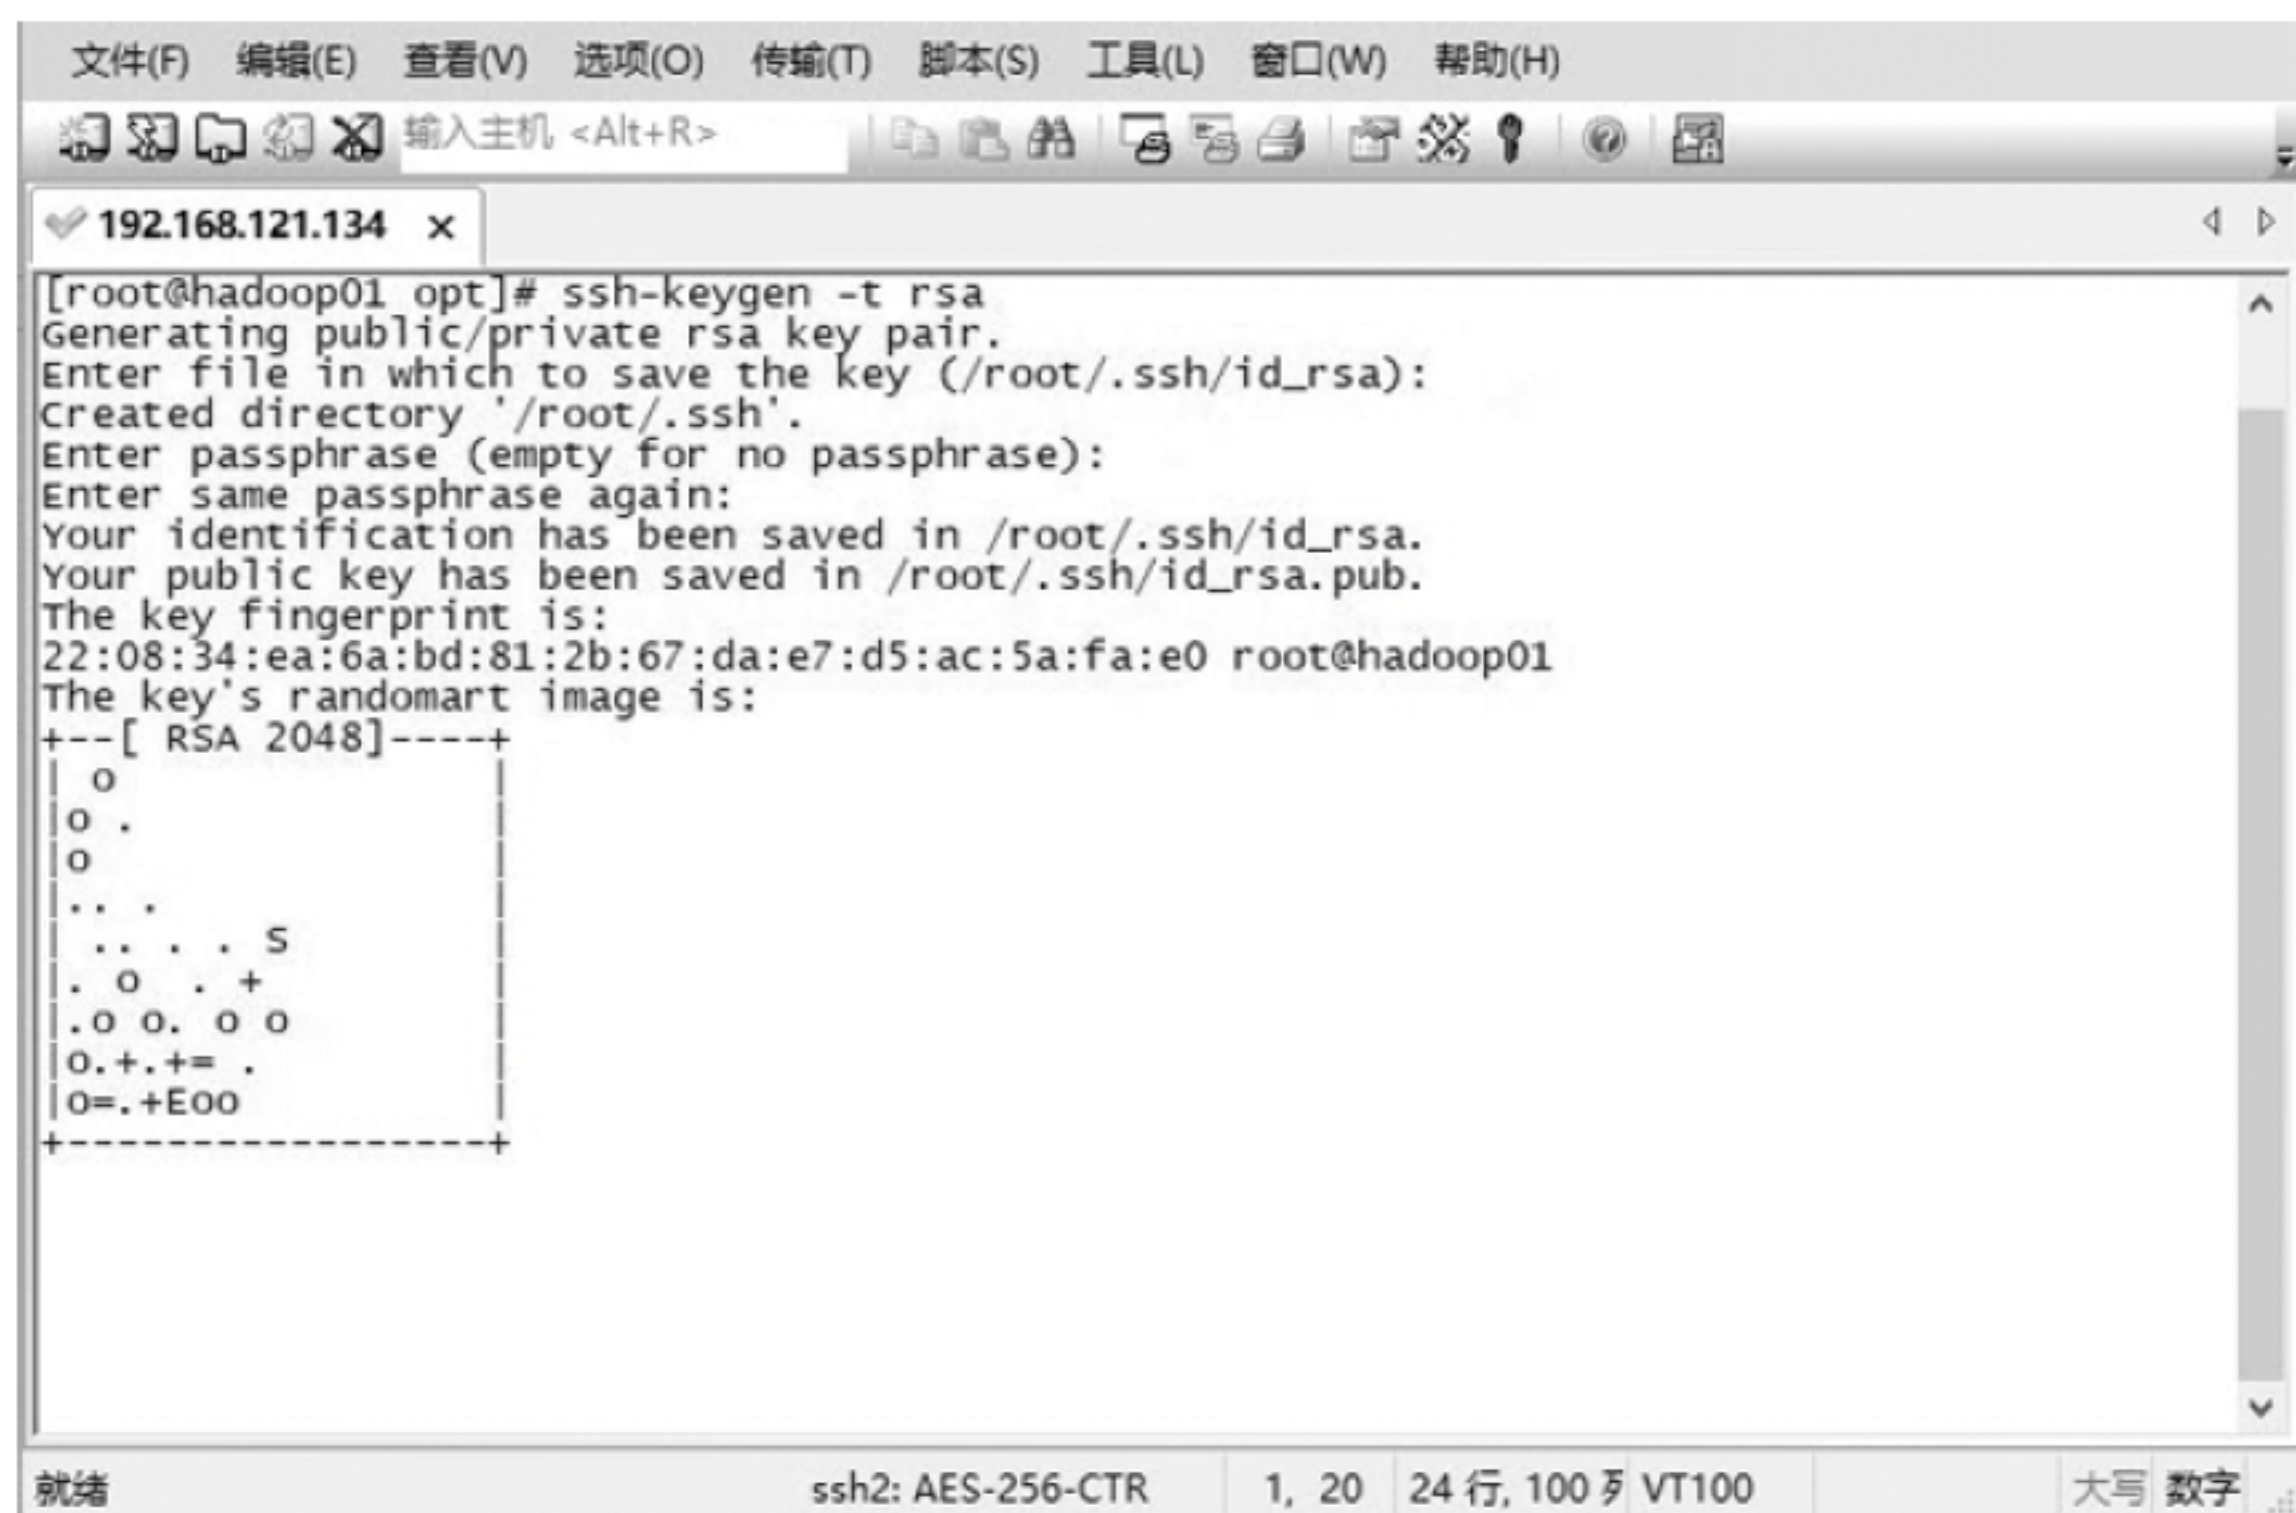 文件(F) 编辑(E) 查看(V) 选项(O) 传输(T) 脚本(S) 工具(L) 窗口(W) 帮助(H)
输入主机 <Alt+R>
192.168.121.134 ×
[root@hadoop01 opt]# ssh-keygen -t rsa
Generating public/private rsa key pair.
Enter file in which to save the key (/root/.ssh/id_rsa):
Created directory '/root/.ssh'.
Enter passphrase (empty for no passphrase):
Enter same passphrase again:
Your identification has been saved in /root/.ssh/id_rsa.
Your public key has been saved in /root/.ssh/id_rsa.pub.
The key fingerprint is:
22:08:34:ea:6a:bd:81:2b:67:da:e7:d5:ac:5a:fa:e0 root@hadoop01
The key's randomart image is:
+--[ RSA 2048]----+
| o               |
|o .              |
|o                |
|.. .             |
| .. . . S        |
|. o  . +         |
|.o o. o o        |
|o.+.+= .         |
|o=.+Eoo          |
+-----------------+
就绪 ssh2: AES-256-CTR 1, 20 24 行, 100 列 VT100 大写 数字